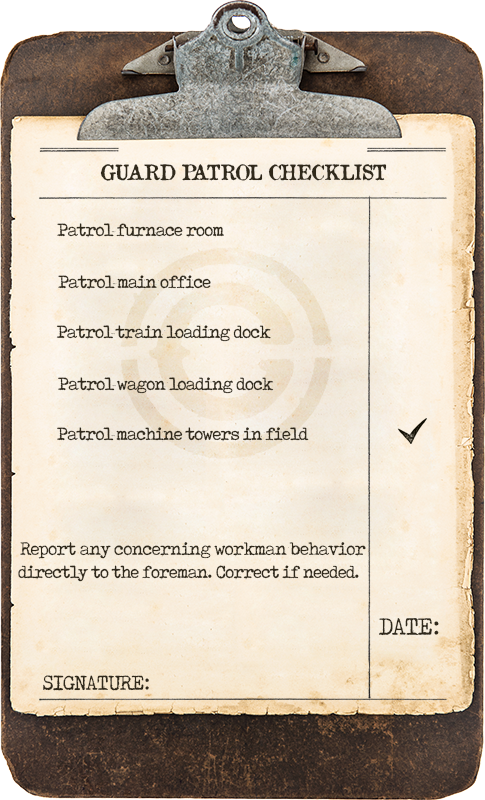 GUARD PATROL CHECKLIST
Patrol furnace room
Patrol main office
Patrol train loading dock
Patrol wagon loading dock
Patrol machine towers in field
✓
Report any concerning workman behavior
directly to the foreman. Correct if needed.
DATE:
SIGNATURE: